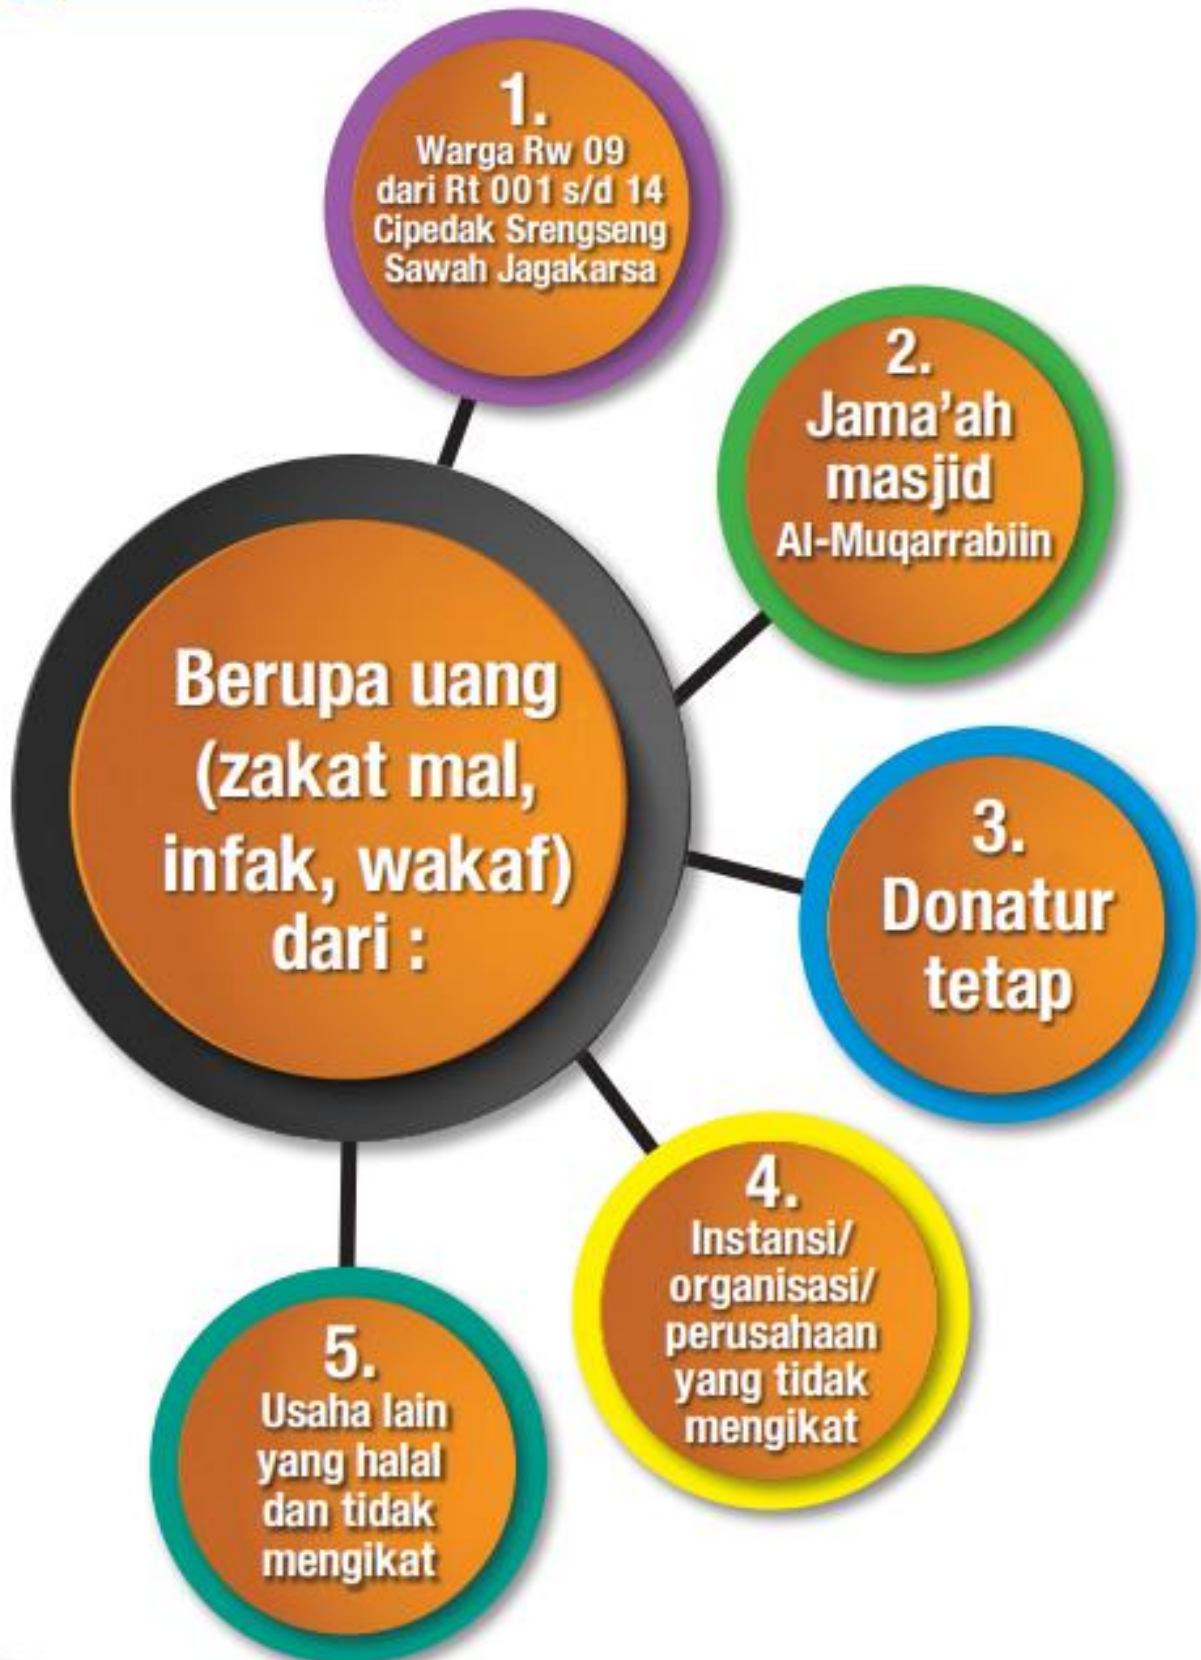 Berupa uang
(zakat mal,
infak, wakaf)
dari :
1.
Warga Rw 09
dari Rt 001 s/d 14
Cipedak Srengseng
Sawah Jagakarsa
2.
Jama'ah
masjid
Al-Muqarrabiin
3.
Donatur
tetap
4.
Instansi/
organisasi/
perusahaan
yang tidak
mengikat
5.
Usaha lain
yang halal
dan tidak
mengikat